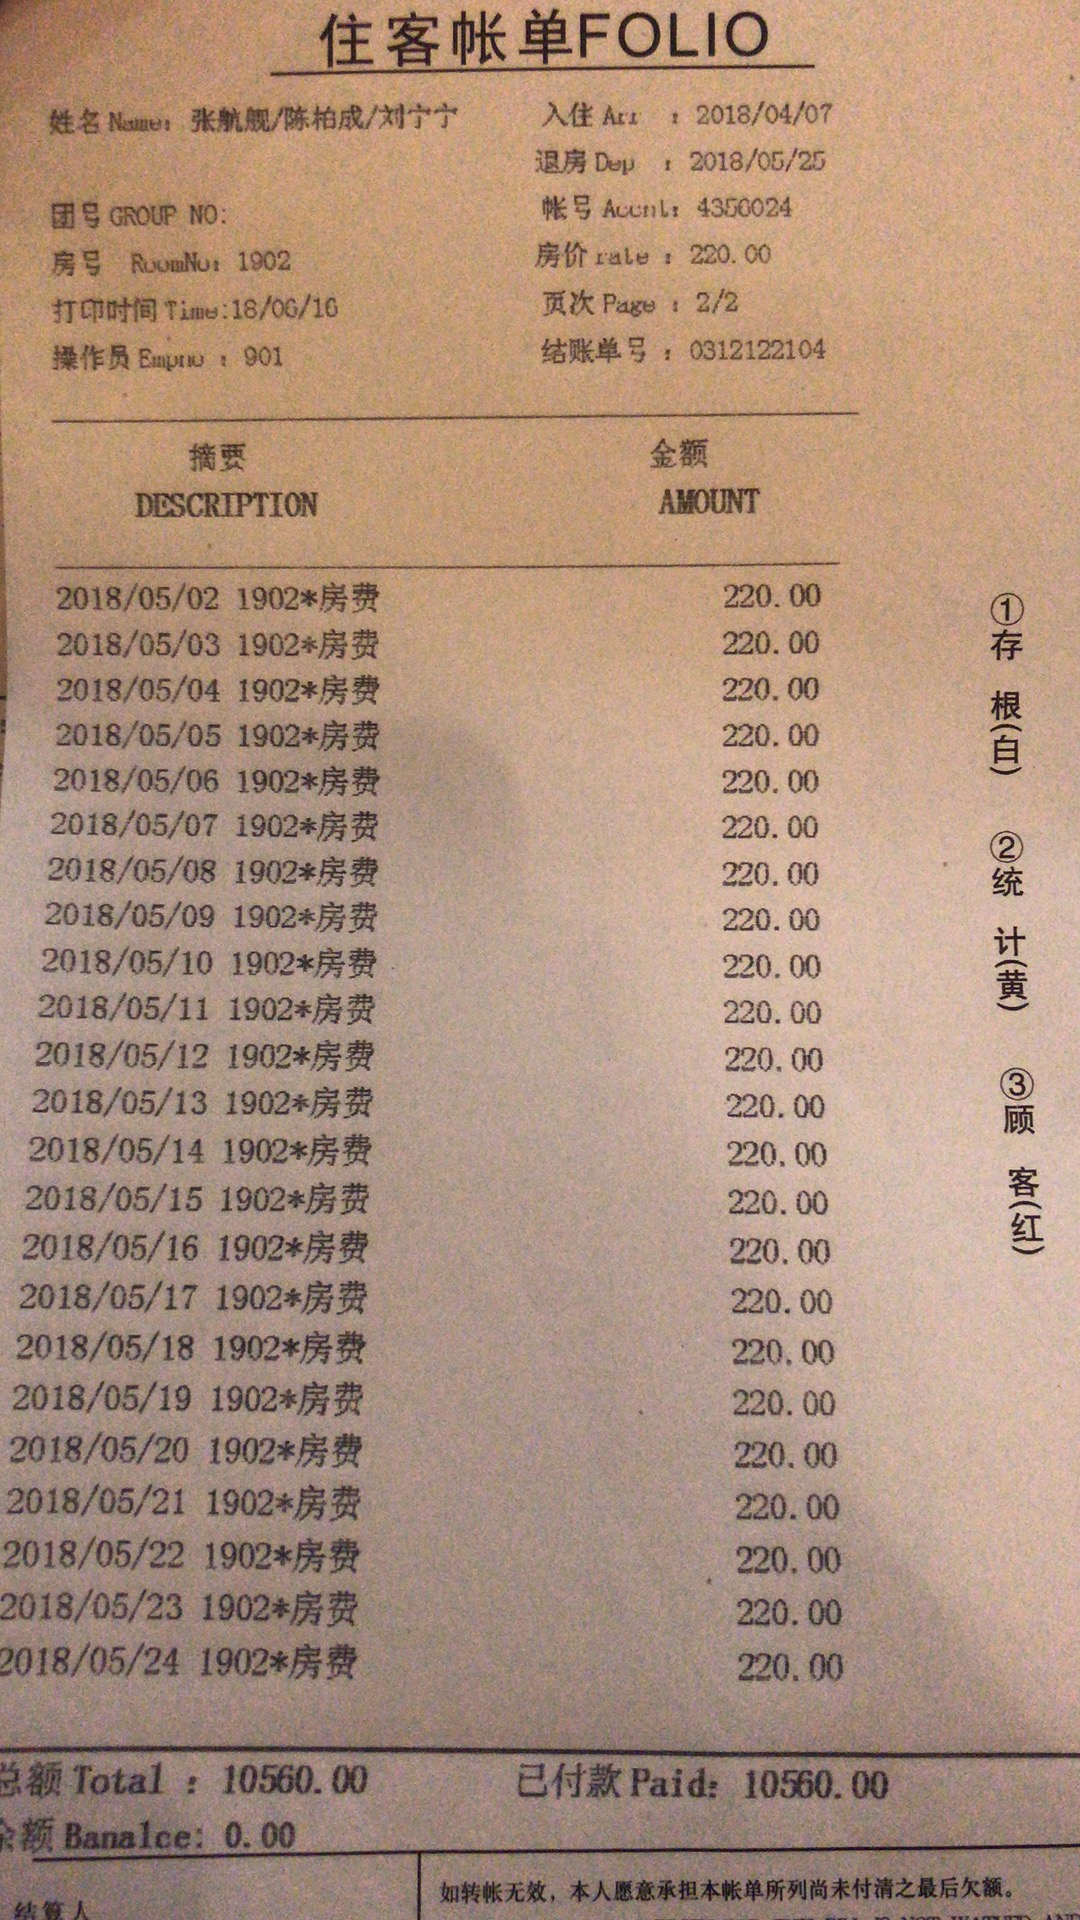 住客帐单FOLIO
姓名 Name: 张航舰/陈柏成/刘宁宁
入住 Arr : 2018/04/07
退房 Dep : 2018/05/25
团号 GROUP NO:
帐号 Accnt: 4350024
房号 RoomNo: 1902
房价 rate : 220.00
打印时间 Time:18/06/16
页次 Page : 2/2
操作员 Empno : 901
结账单号 : 0312122104
摘要 金额
DESCRIPTION AMOUNT
2018/05/02 1902*房费 220.00
2018/05/03 1902*房费 220.00
2018/05/04 1902*房费 220.00
2018/05/05 1902*房费 220.00
2018/05/06 1902*房费 220.00
2018/05/07 1902*房费 220.00
2018/05/08 1902*房费 220.00
2018/05/09 1902*房费 220.00
2018/05/10 1902*房费 220.00
2018/05/11 1902*房费 220.00
2018/05/12 1902*房费 220.00
2018/05/13 1902*房费 220.00
2018/05/14 1902*房费 220.00
2018/05/15 1902*房费 220.00
2018/05/16 1902*房费 220.00
2018/05/17 1902*房费 220.00
2018/05/18 1902*房费 220.00
2018/05/19 1902*房费 220.00
2018/05/20 1902*房费 220.00
2018/05/21 1902*房费 220.00
2018/05/22 1902*房费 220.00
2018/05/23 1902*房费 220.00
2018/05/24 1902*房费 220.00
①存根(白) ②统计(黄) ③顾客(红)
总额 Total : 10560.00 已付款 Paid: 10560.00
余额 Banalce: 0.00
结算人
如转帐无效，本人愿意承担本帐单所列尚未付清之最后欠额。